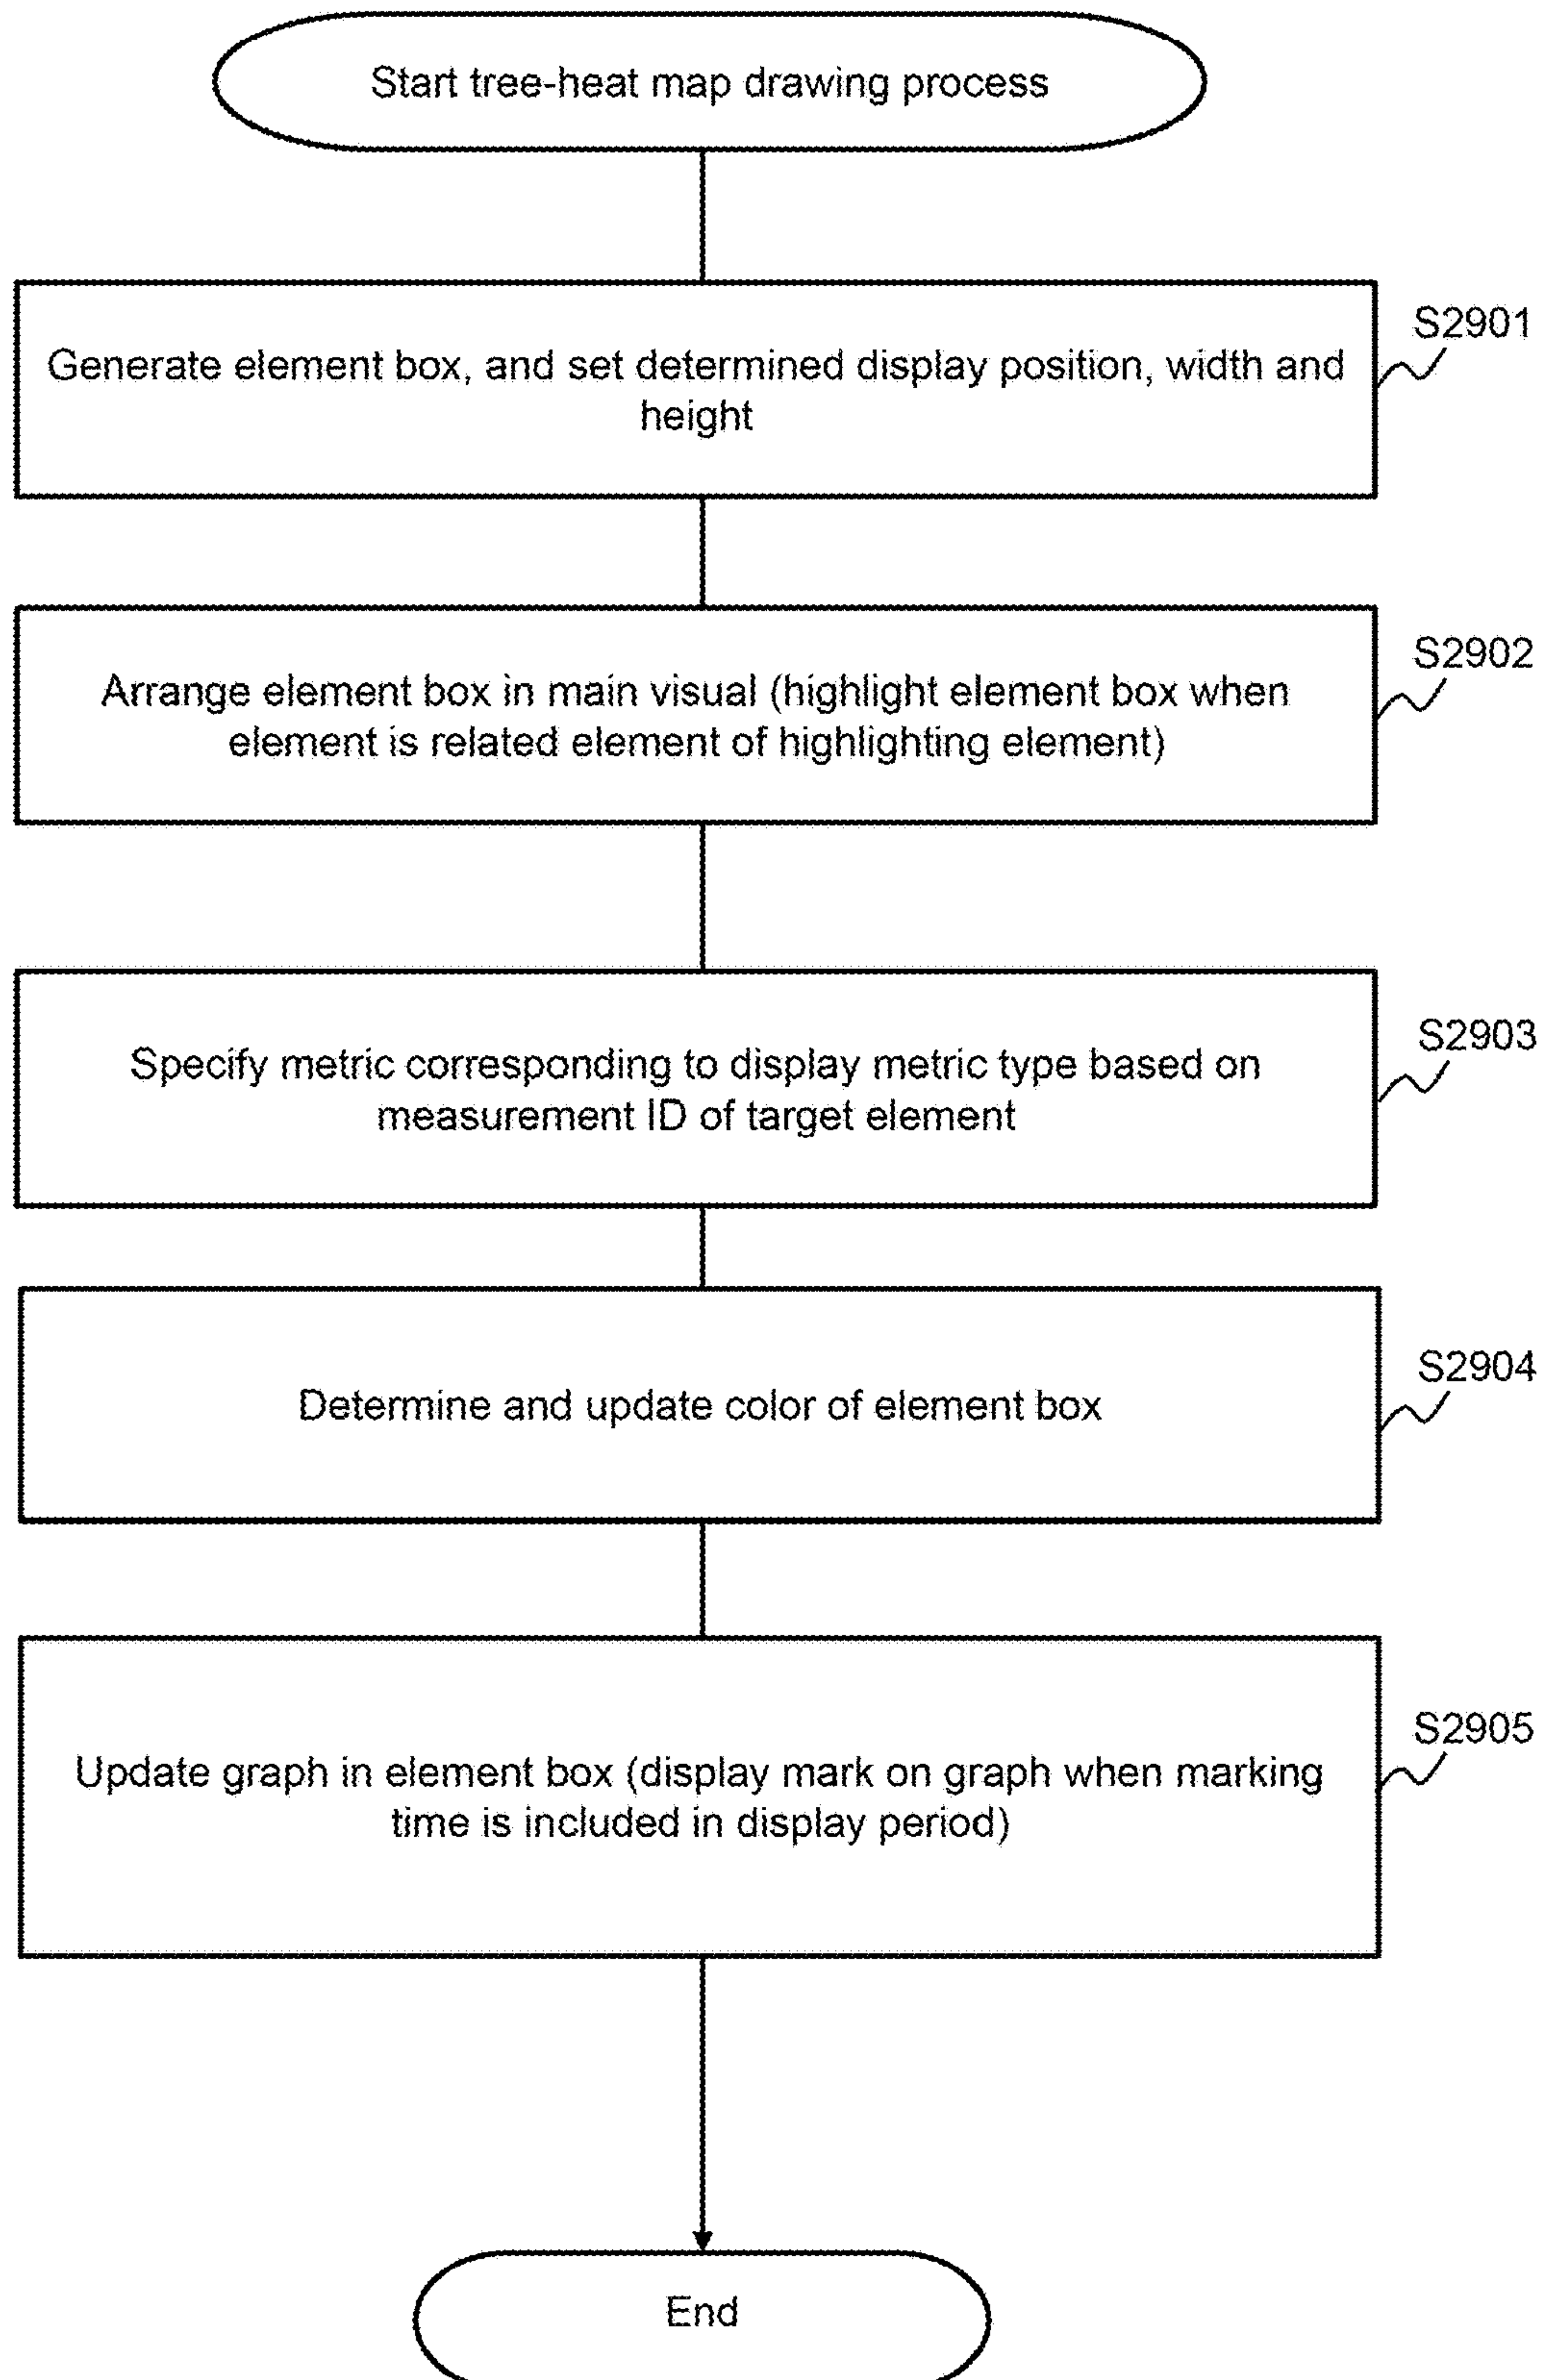 Start tree-heat map drawing process
S2901
Generate element box, and set determined display position, width and
height
S2902
Arrange element box in main visual (highlight element box when
element is related element of highlighting element)
S2903
Specify metric corresponding to display metric type based on
measurement ID of target element
S2904
Determine and update color of element box
S2905
Update graph in element box (display mark on graph when marking
time is included in display period)
End